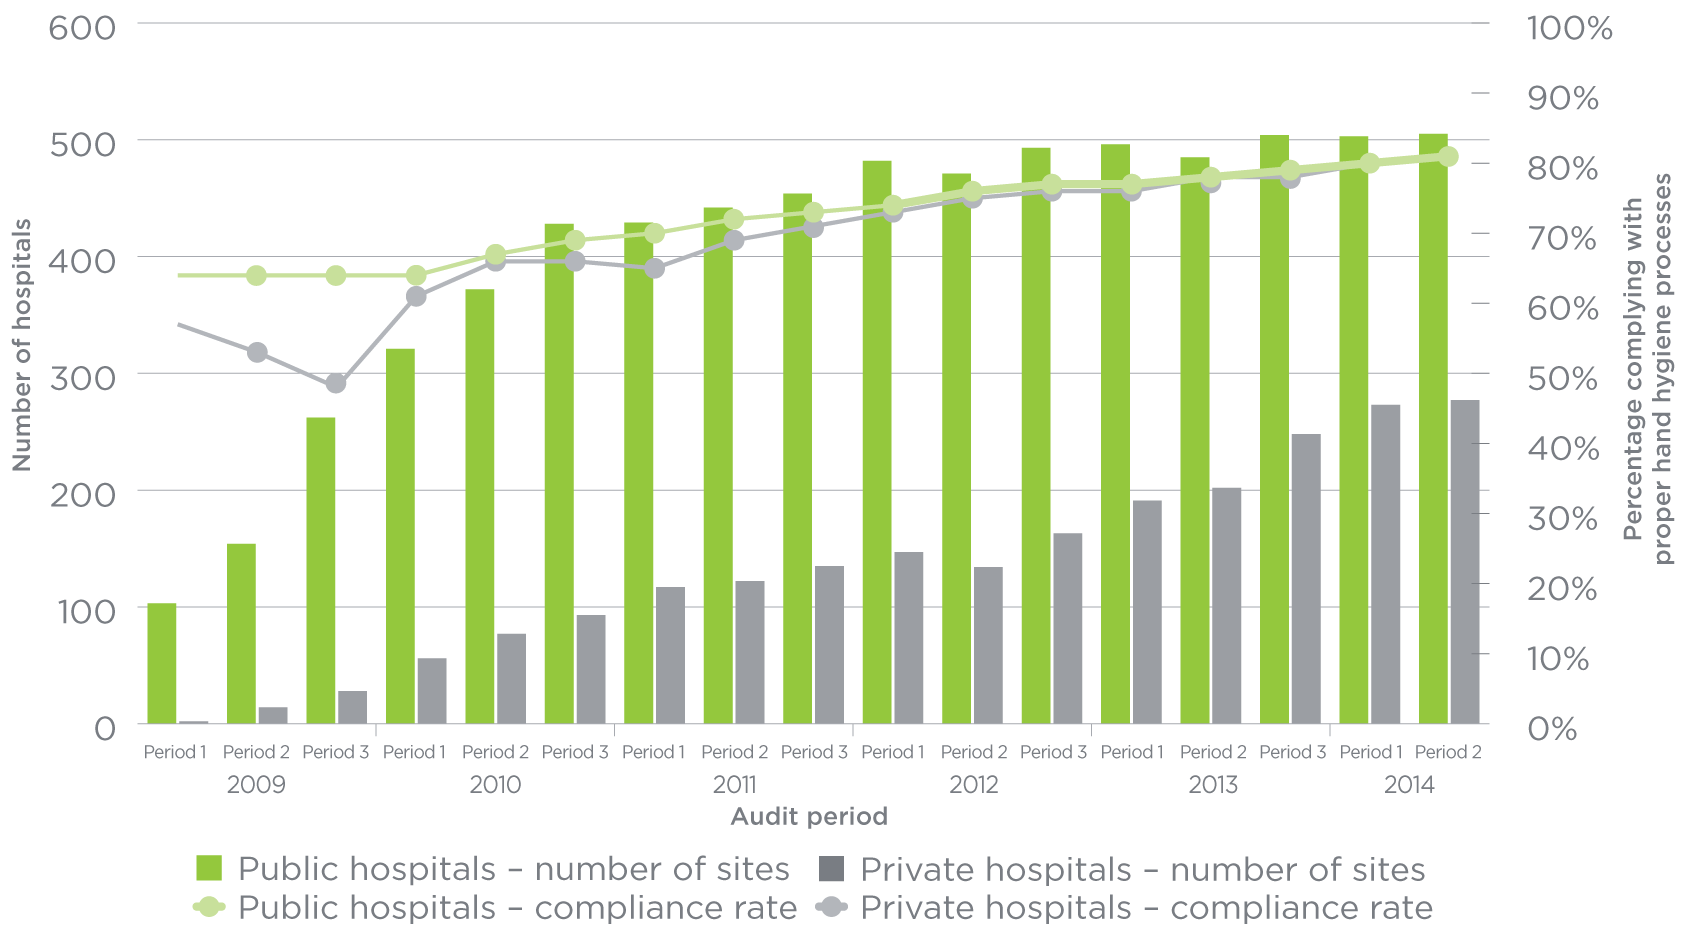 600
500
400
300
200
100
0
Number of hospitals
100%
90%
80%
70%
60%
50%
40%
30%
20%
10%
0%
Percentage complying with
proper hand hygiene processes
Period 1 Period 2 Period 3 Period 1 Period 2 Period 3 Period 1 Period 2 Period 3 Period 1 Period 2 Period 3 Period 1 Period 2 Period 3 Period 1 Period 2
2009 2010 2011 2012 2013 2014
Audit period
Public hospitals – number of sites Private hospitals – number of sites
Public hospitals – compliance rate Private hospitals – compliance rate